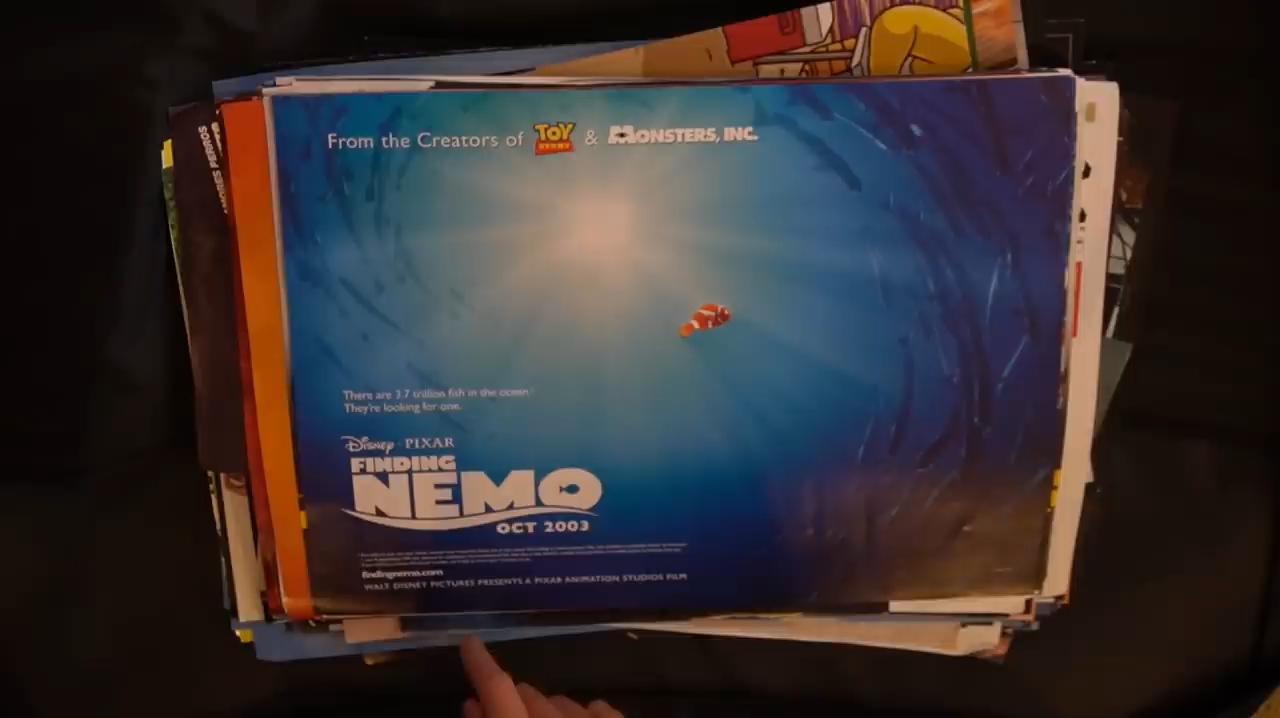 From the Creators of TOY STORY & MONSTERS, INC.
AMORES PERROS
There are 3.7 trillion fish in the ocean.
They're looking for one.
Disney · PIXAR
FINDING
NEMO
OCT 2003
findingnemo.com
WALT DISNEY PICTURES PRESENTS A PIXAR ANIMATION STUDIOS FILM